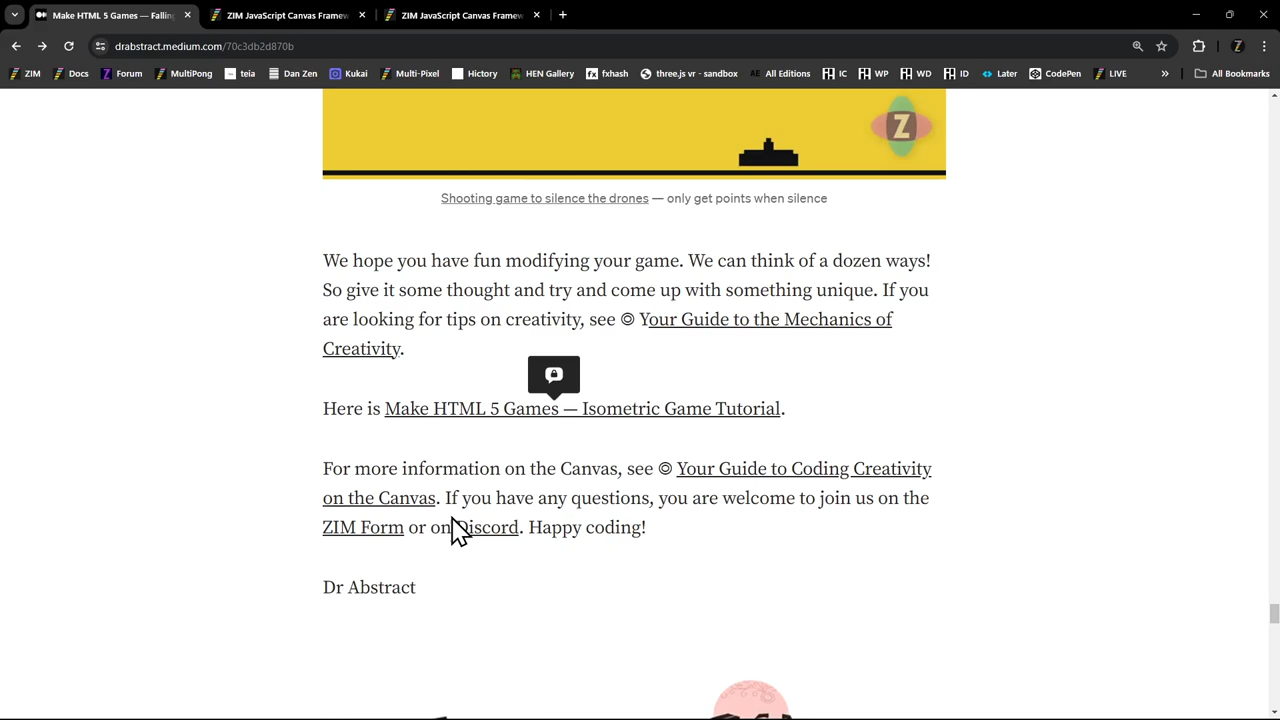 Make HTML 5 Games — Falling
ZIM JavaScript Canvas Framew
ZIM JavaScript Canvas Framew
drabstract.medium.com/70c3db2d870b
ZIM Docs Forum MultiPong teia Dan Zen Kukai Multi-Pixel Hictory HEN Gallery fxhash three.js vr - sandbox AE All Editions IC WP WD ID Later CodePen LIVE » All Bookmarks
Z
Shooting game to silence the drones — only get points when silence
We hope you have fun modifying your game. We can think of a dozen ways!
So give it some thought and try and come up with something unique. If you
are looking for tips on creativity, see ◎ Your Guide to the Mechanics of
Creativity.
Here is Make HTML 5 Games — Isometric Game Tutorial.
For more information on the Canvas, see ◎ Your Guide to Coding Creativity
on the Canvas. If you have any questions, you are welcome to join us on the
ZIM Form or on Discord. Happy coding!
Dr Abstract